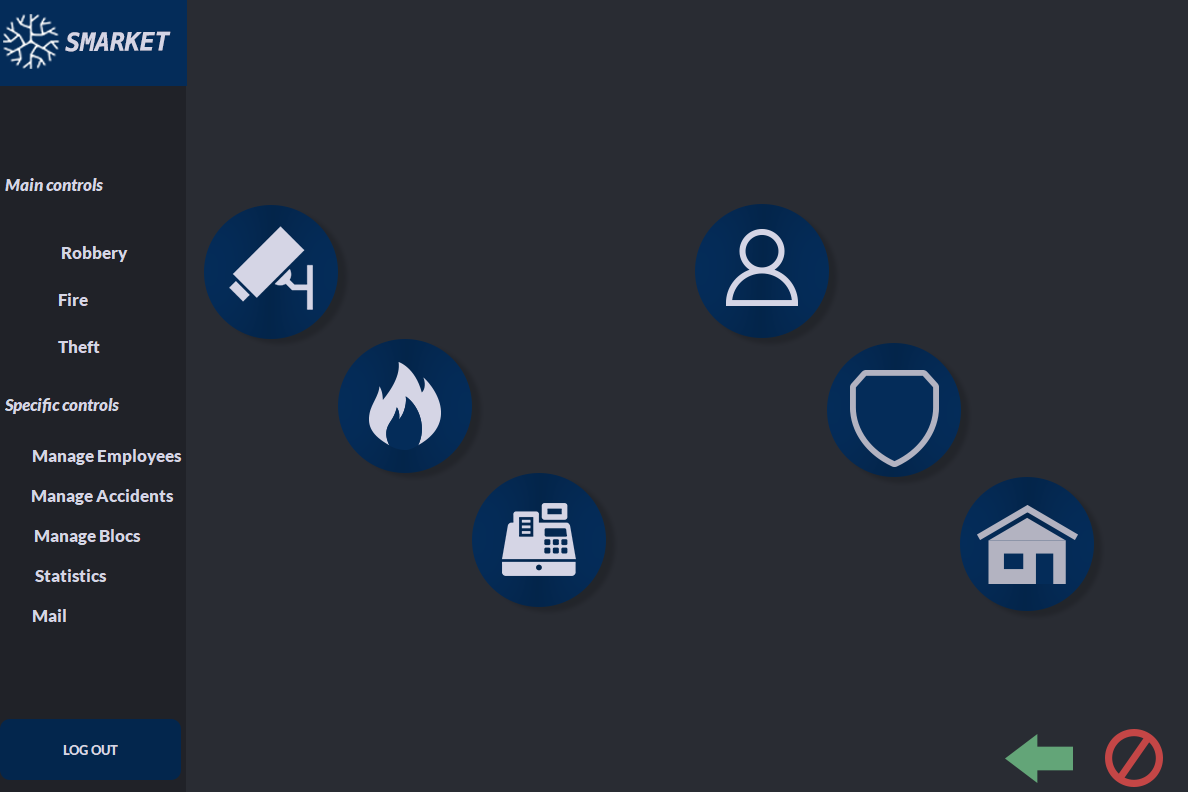 SMARKET
Main controls
Robbery
Fire
Theft
Specific controls
Manage Employees
Manage Accidents
Manage Blocs
Statistics
Mail
LOG OUT